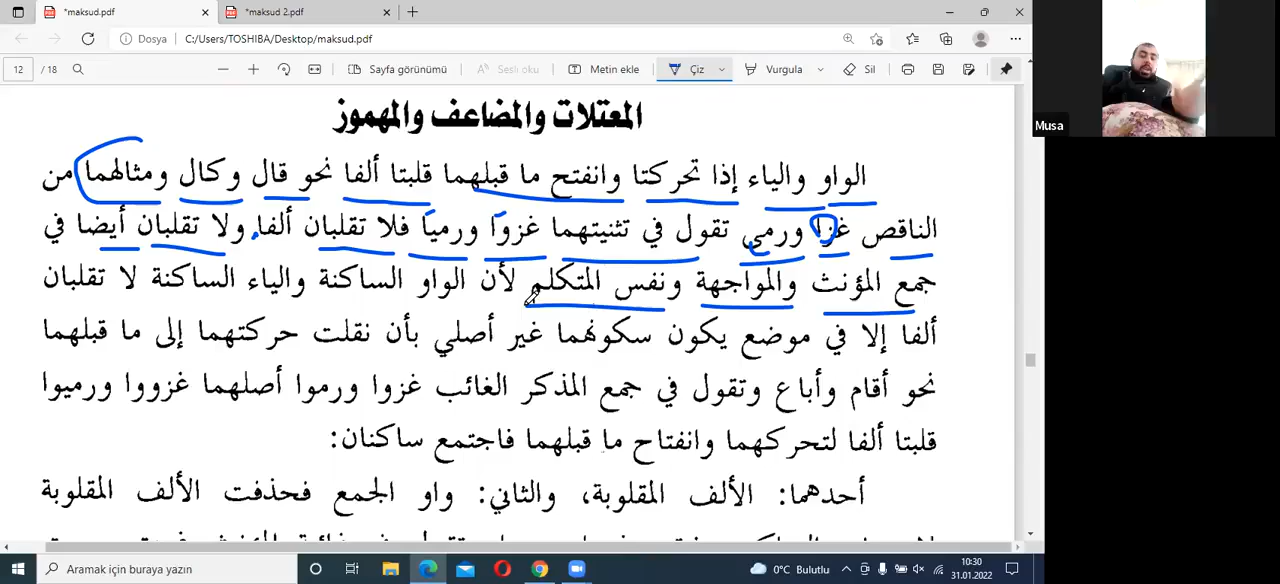 *maksud.pdf
*maksud 2.pdf
Dosya
C:/Users/TOSHIBA/Desktop/maksud.pdf
12 / 18
Sayfa görünümü
Sesli oku
Metin ekle
Çiz
Vurgula
Sil
المعتلات والمضاعف والمهموز
الواو والياء إذا تحركتا وانفتح ما قبلهما قلبتا ألفا نحو قال وكال ومثالهما من
الناقص غزا ورمى تقول في تثنيتهما غزوَا ورميَا فلا تقلبان ألفا. ولا تقلبان أيضا في
جمع المؤنث والمواجهة ونفس المتكلم لأن الواو الساكنة والياء الساكنة لا تقلبان
ألفا إلا في موضع يكون سكونهما غير أصلي بأن نقلت حركتهما إلى ما قبلهما
نحو أقام وأباع وتقول في جمع المذكر الغائب غزوا ورموا أصلهما غزووا ورميوا
قلبتا ألفا لتحركهما وانفتاح ما قبلهما فاجتمع ساكنان:
أحدهما: الألف المقلوبة، والثاني: واو الجمع فحذفت الألف المقلوبة
Musa
Aramak için buraya yazın
0°C Bulutlu
10:30
31.01.2022